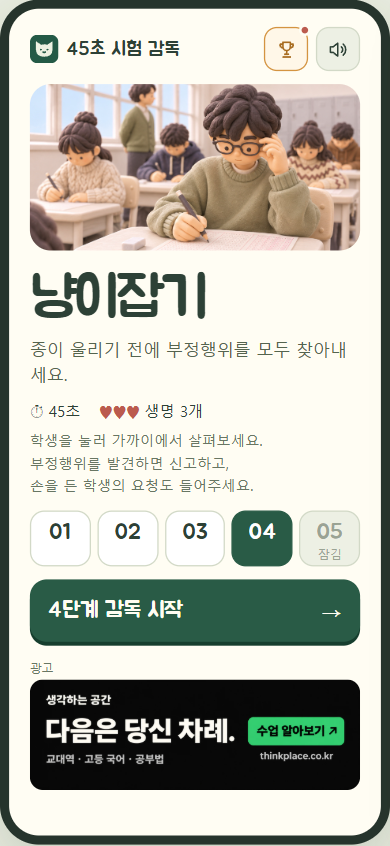 45초 시험 감독
냥이잡기
종이 울리기 전에 부정행위를 모두 찾아내
세요.
45초 생명 3개
학생을 눌러 가까이에서 살펴보세요.
부정행위를 발견하면 신고하고,
손을 든 학생의 요청도 들어주세요.
01 02 03 04 05
잠김
4단계 감독 시작 →
광고
생각하는 공간
다음은 당신 차례.
수업 알아보기 ↗
교대역 · 고등 국어 · 공부법
thinkplace.co.kr